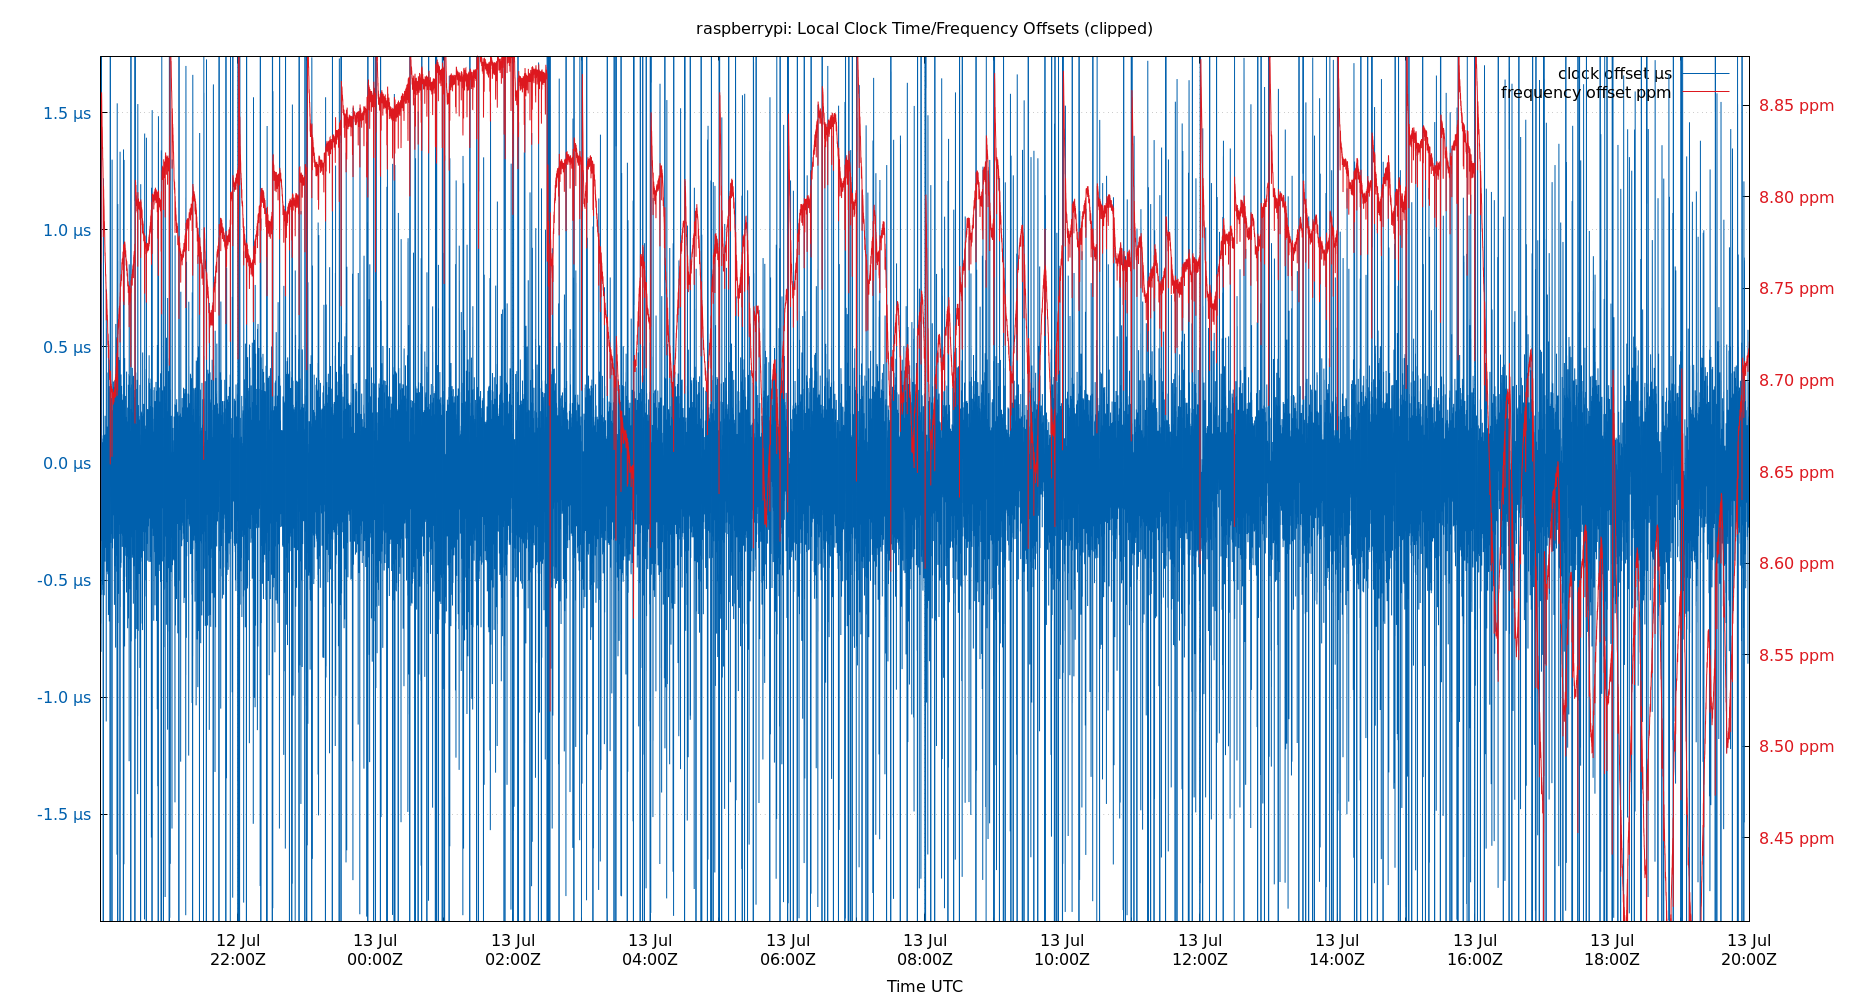 raspberrypi: Local Clock Time/Frequency Offsets (clipped)
clock offset µs
frequency offset ppm
1.5 µs
1.0 µs
0.5 µs
0.0 µs
-0.5 µs
-1.0 µs
-1.5 µs
8.85 ppm
8.80 ppm
8.75 ppm
8.70 ppm
8.65 ppm
8.60 ppm
8.55 ppm
8.50 ppm
8.45 ppm
12 Jul 13 Jul 13 Jul 13 Jul 13 Jul 13 Jul 13 Jul 13 Jul 13 Jul 13 Jul 13 Jul 13 Jul
22:00Z 00:00Z 02:00Z 04:00Z 06:00Z 08:00Z 10:00Z 12:00Z 14:00Z 16:00Z 18:00Z 20:00Z
Time UTC